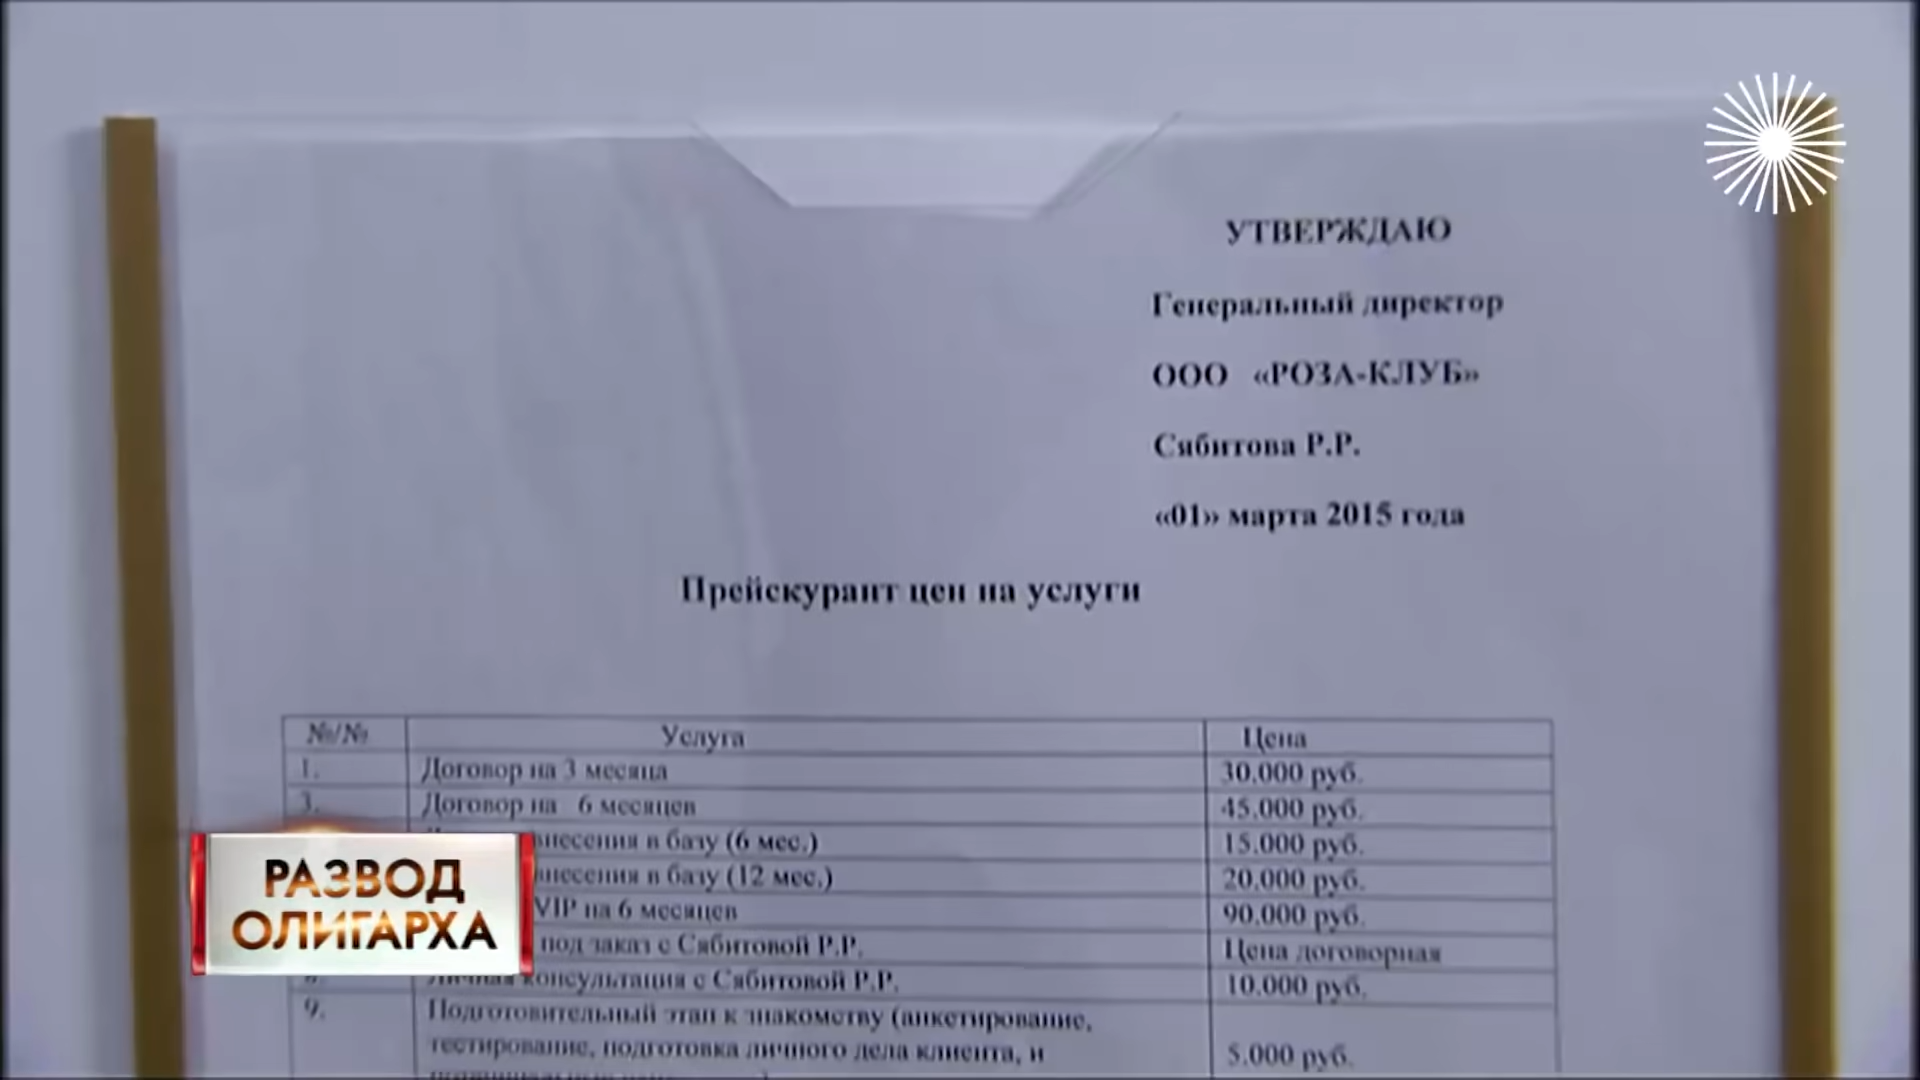 УТВЕРЖДАЮ
Генеральный директор
ООО «РОЗА-КЛУБ»
Сябитова Р.Р.
«01» марта 2015 года
Прейскурант цен на услуги
№/№ Услуга Цена
1. Договор на 3 месяца 30.000 руб.
3. Договор на 6 месяцев 45.000 руб.
внесения в базу (6 мес.) 15.000 руб.
внесения в базу (12 мес.) 20.000 руб.
VIP на 6 месяцев 90.000 руб.
под заказ с Сябитовой Р.Р. Цена договорная
8. Личная консультация с Сябитовой Р.Р. 10.000 руб.
9. Подготовительный этап к знакомству (анкетирование,
тестирование, подготовка личного дела клиента, и 5.000 руб.
РАЗВОД
ОЛИГАРХА